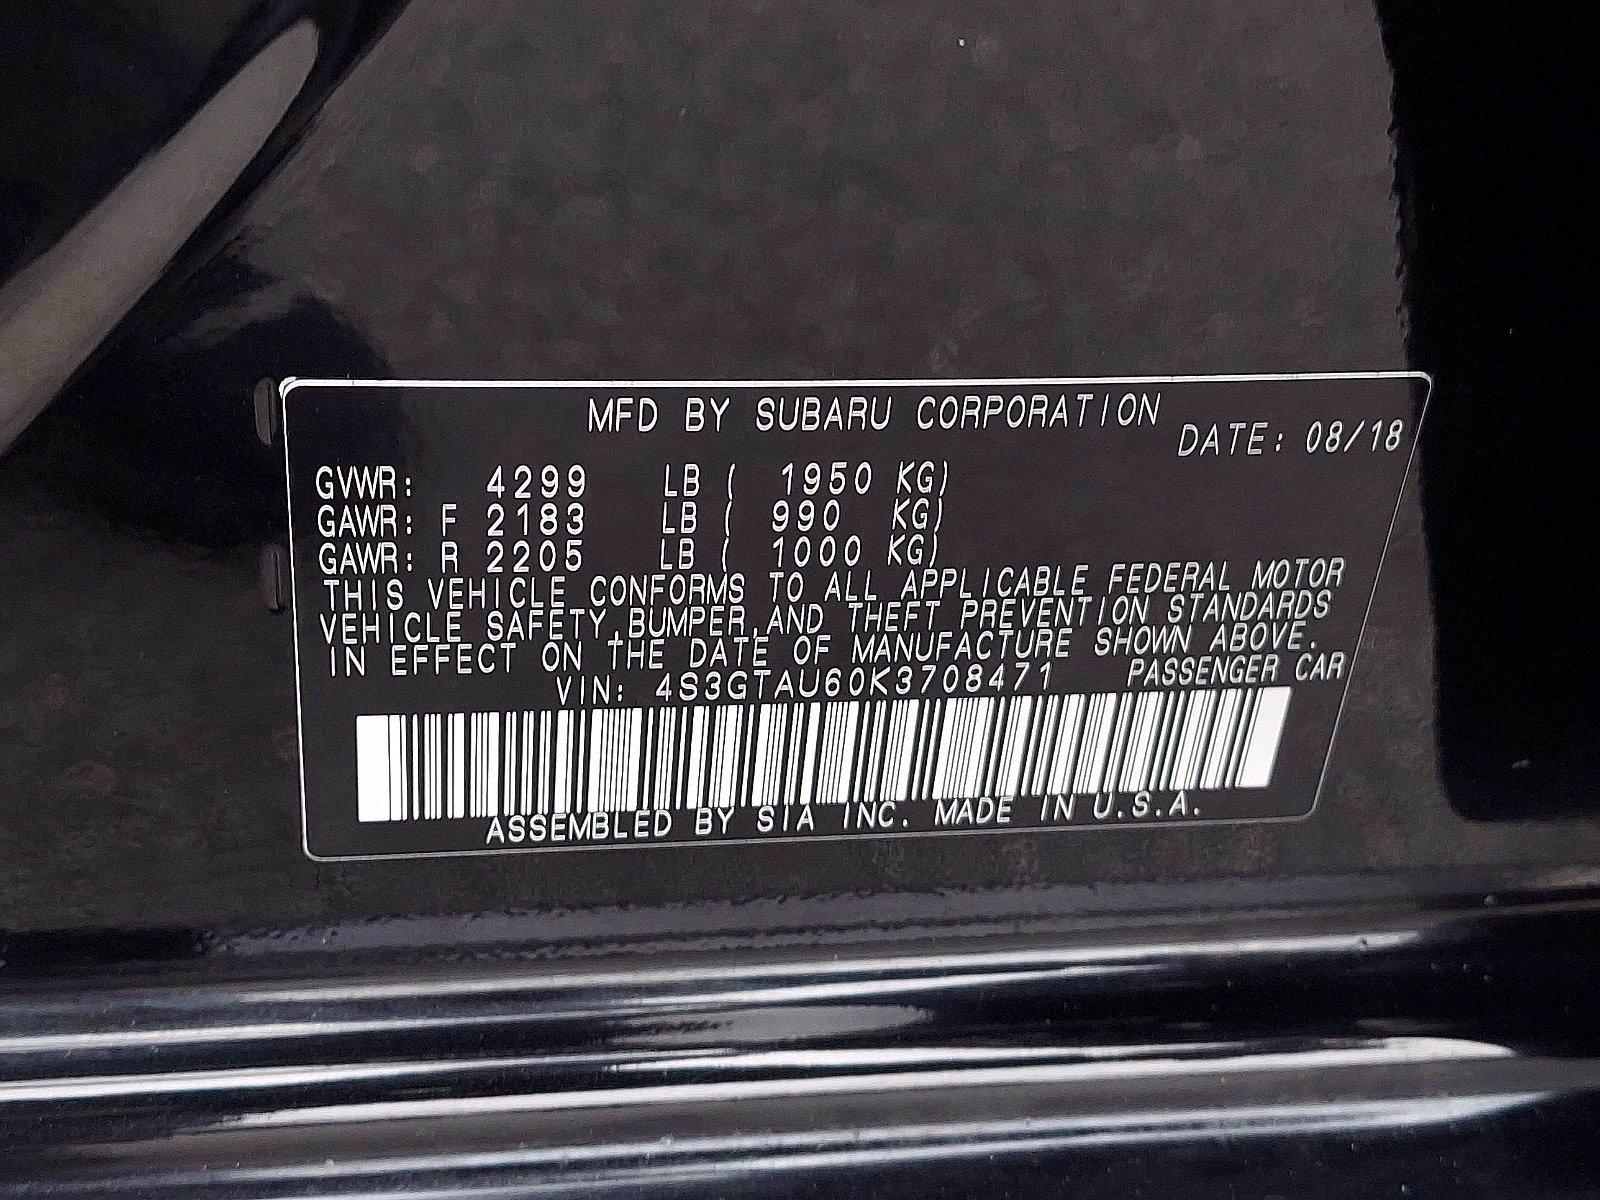 MFD BY SUBARU CORPORATION
DATE: 08/18
GVWR: 4299 LB ( 1950 KG)
GAWR: F 2183 LB ( 990 KG)
GAWR: R 2205 LB ( 1000 KG)
THIS VEHICLE CONFORMS TO ALL APPLICABLE FEDERAL MOTOR
VEHICLE SAFETY,BUMPER,AND THEFT PREVENTION STANDARDS
IN EFFECT ON THE DATE OF MANUFACTURE SHOWN ABOVE.
VIN: 4S3GTAU60K3708471 PASSENGER CAR
ASSEMBLED BY SIA INC. MADE IN U.S.A.